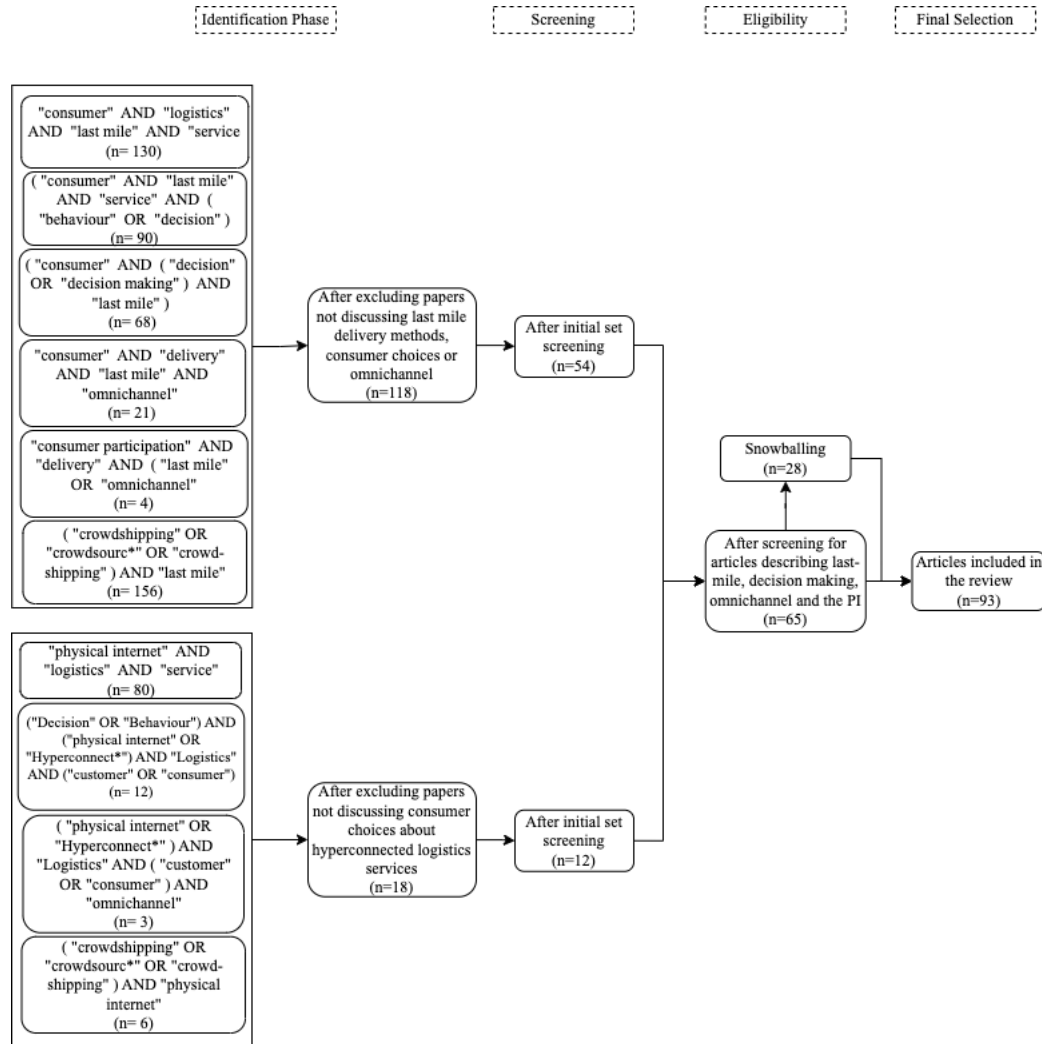 Identification Phase
Screening
Eligibility
Final Selection
"consumer" AND "logistics"
AND "last mile" AND "service
(n= 130)
( "consumer" AND "last mile"
AND "service" AND (
"behaviour" OR "decision" )
(n= 90)
( "consumer" AND ( "decision"
OR "decision making" ) AND
"last mile" )
(n= 68)
"consumer" AND "delivery"
AND "last mile" AND
"omnichannel"
(n= 21)
"consumer participation" AND
"delivery" AND ( "last mile"
OR "omnichannel"
(n= 4)
( "crowdshipping" OR
"crowdsourc*" OR "crowd-
shipping" ) AND "last mile"
(n= 156)
After excluding papers
not discussing last mile
delivery methods,
consumer choices or
omnichannel
(n=118)
After initial set
screening
(n=54)
"physical internet" AND
"logistics" AND "service"
(n= 80)
("Decision" OR "Behaviour") AND
("physical internet" OR
"Hyperconnect*") AND "Logistics"
AND ("customer" OR "consumer")
(n= 12)
( "physical internet" OR
"Hyperconnect*" ) AND
"Logistics" AND ( "customer"
OR "consumer" ) AND
"omnichannel"
(n= 3)
( "crowdshipping" OR
"crowdsourc*" OR "crowd-
shipping" ) AND "physical
internet"
(n= 6)
After excluding papers
not discussing consumer
choices about
hyperconnected logistics
services
(n=18)
After initial set
screening
(n=12)
Snowballing
(n=28)
After screening for
articles describing last-
mile, decision making,
omnichannel and the PI
(n=65)
Articles included in
the review
(n=93)